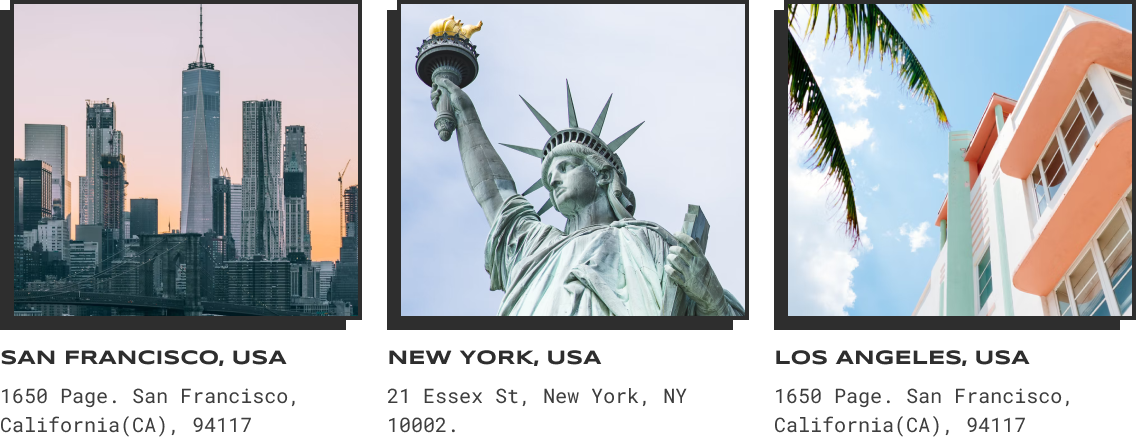 SAN FRANCISCO, USA
1650 Page. San Francisco,
California(CA), 94117
NEW YORK, USA
21 Essex St, New York, NY
10002.
LOS ANGELES, USA
1650 Page. San Francisco,
California(CA), 94117